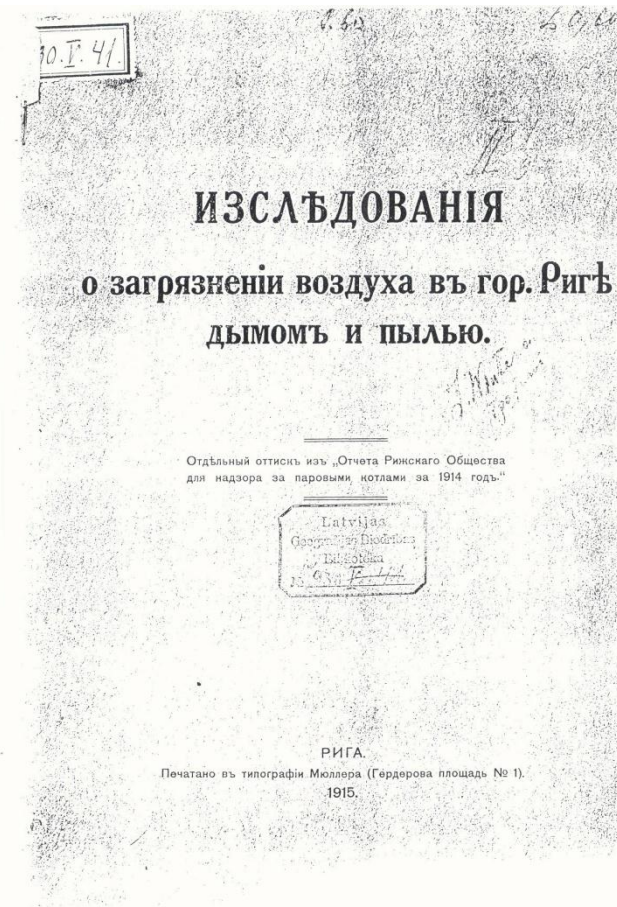 30.V.41.
ИЗСЛѢДОВАНІЯ
о загрязненіи воздуха въ гор. Ригѣ
дымомъ и пылью.
Отдѣльный оттискъ изъ „Отчета Рижскаго Общества
для надзора за паровыми котлами за 1914 годъ.“
Latvijas
Biedrības
Bibliotēka
РИГА.
Печатано въ типографіи Мюллера (Гердерова площадь № 1).
1915.